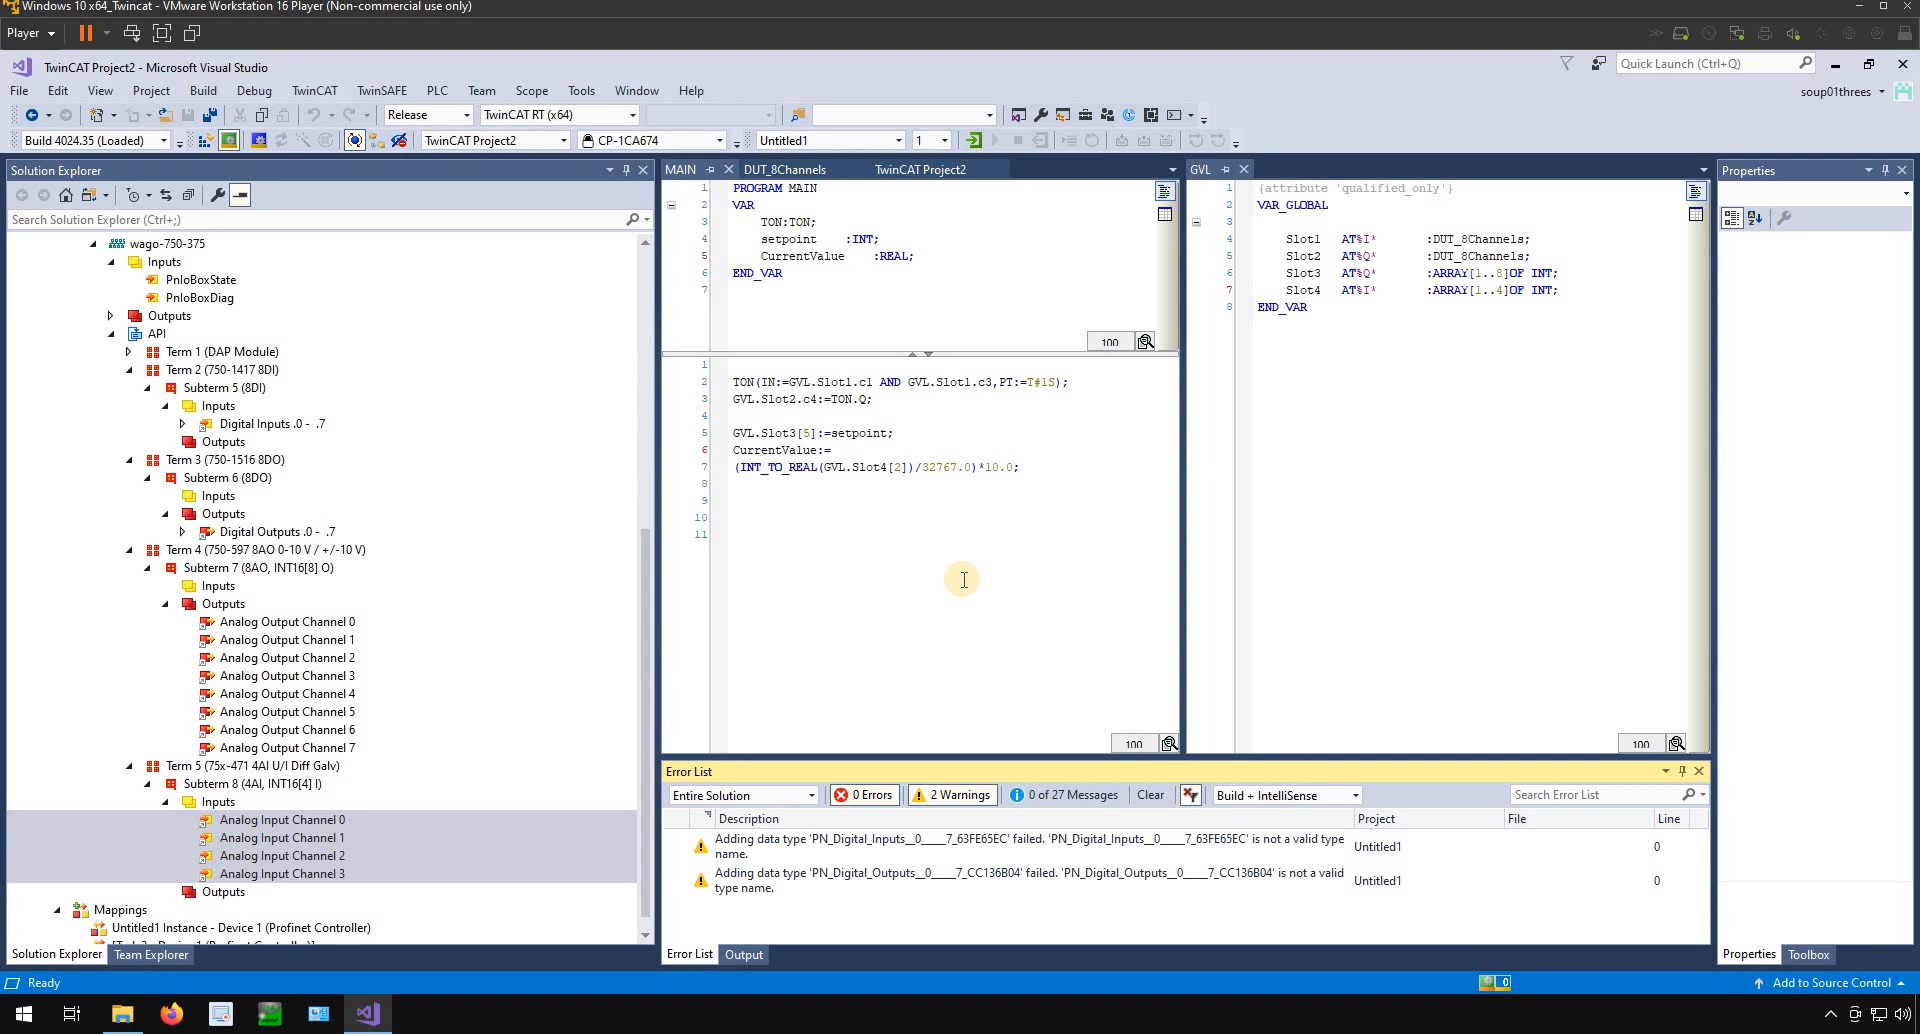 Windows 10 x64_Twincat - VMware Workstation 16 Player (Non-commercial use only)
Player
TwinCAT Project2 - Microsoft Visual Studio
Quick Launch (Ctrl+Q)
File Edit View Project Build Debug TwinCAT TwinSAFE PLC Team Scope Tools Window Help
soup01threes
Release TwinCAT RT (x64)
Build 4024.35 (Loaded) TwinCAT Project2 CP-1CA674 Untitled1 1
Solution Explorer
Search Solution Explorer (Ctrl+;)
wago-750-375
Inputs
PnIoBoxState
PnIoBoxDiag
Outputs
API
Term 1 (DAP Module)
Term 2 (750-1417 8DI)
Subterm 5 (8DI)
Inputs
Digital Inputs .0 - .7
Outputs
Term 3 (750-1516 8DO)
Subterm 6 (8DO)
Inputs
Outputs
Digital Outputs .0 - .7
Term 4 (750-597 8AO 0-10 V / +/-10 V)
Subterm 7 (8AO, INT16[8] O)
Inputs
Outputs
Analog Output Channel 0
Analog Output Channel 1
Analog Output Channel 2
Analog Output Channel 3
Analog Output Channel 4
Analog Output Channel 5
Analog Output Channel 6
Analog Output Channel 7
Term 5 (75x-471 4AI U/I Diff Galv)
Subterm 8 (4AI, INT16[4] I)
Inputs
Analog Input Channel 0
Analog Input Channel 1
Analog Input Channel 2
Analog Input Channel 3
Outputs
Mappings
Untitled1 Instance - Device 1 (Profinet Controller)
Solution Explorer Team Explorer
MAIN DUT_8Channels TwinCAT Project2
1 PROGRAM MAIN
2 VAR
3 TON:TON;
4 setpoint :INT;
5 CurrentValue :REAL;
6 END_VAR
7
100
1
2 TON(IN:=GVL.Slot1.c1 AND GVL.Slot1.c3,PT:=T#1S);
3 GVL.Slot2.c4:=TON.Q;
4
5 GVL.Slot3[5]:=setpoint;
6 CurrentValue:=
7 (INT_TO_REAL(GVL.Slot4[2])/32767.0)*10.0;
8
9
10
11
100
GVL
1 {attribute 'qualified_only'}
2 VAR_GLOBAL
3
4 Slot1 AT%I* :DUT_8Channels;
5 Slot2 AT%Q* :DUT_8Channels;
6 Slot3 AT%Q* :ARRAY[1..8]OF INT;
7 Slot4 AT%I* :ARRAY[1..4]OF INT;
8 END_VAR
100
Properties
Error List
Entire Solution 0 Errors 2 Warnings 0 of 27 Messages Clear Build + IntelliSense Search Error List
Description Project File Line
Adding data type 'PN_Digital_Inputs__0____7_63FE65EC' failed. 'PN_Digital_Inputs__0____7_63FE65EC' is not a valid type name. Untitled1 0
Adding data type 'PN_Digital_Outputs__0____7_CC136B04' failed. 'PN_Digital_Outputs__0____7_CC136B04' is not a valid type name. Untitled1 0
Error List Output
Properties Toolbox
Ready
0
Add to Source Control